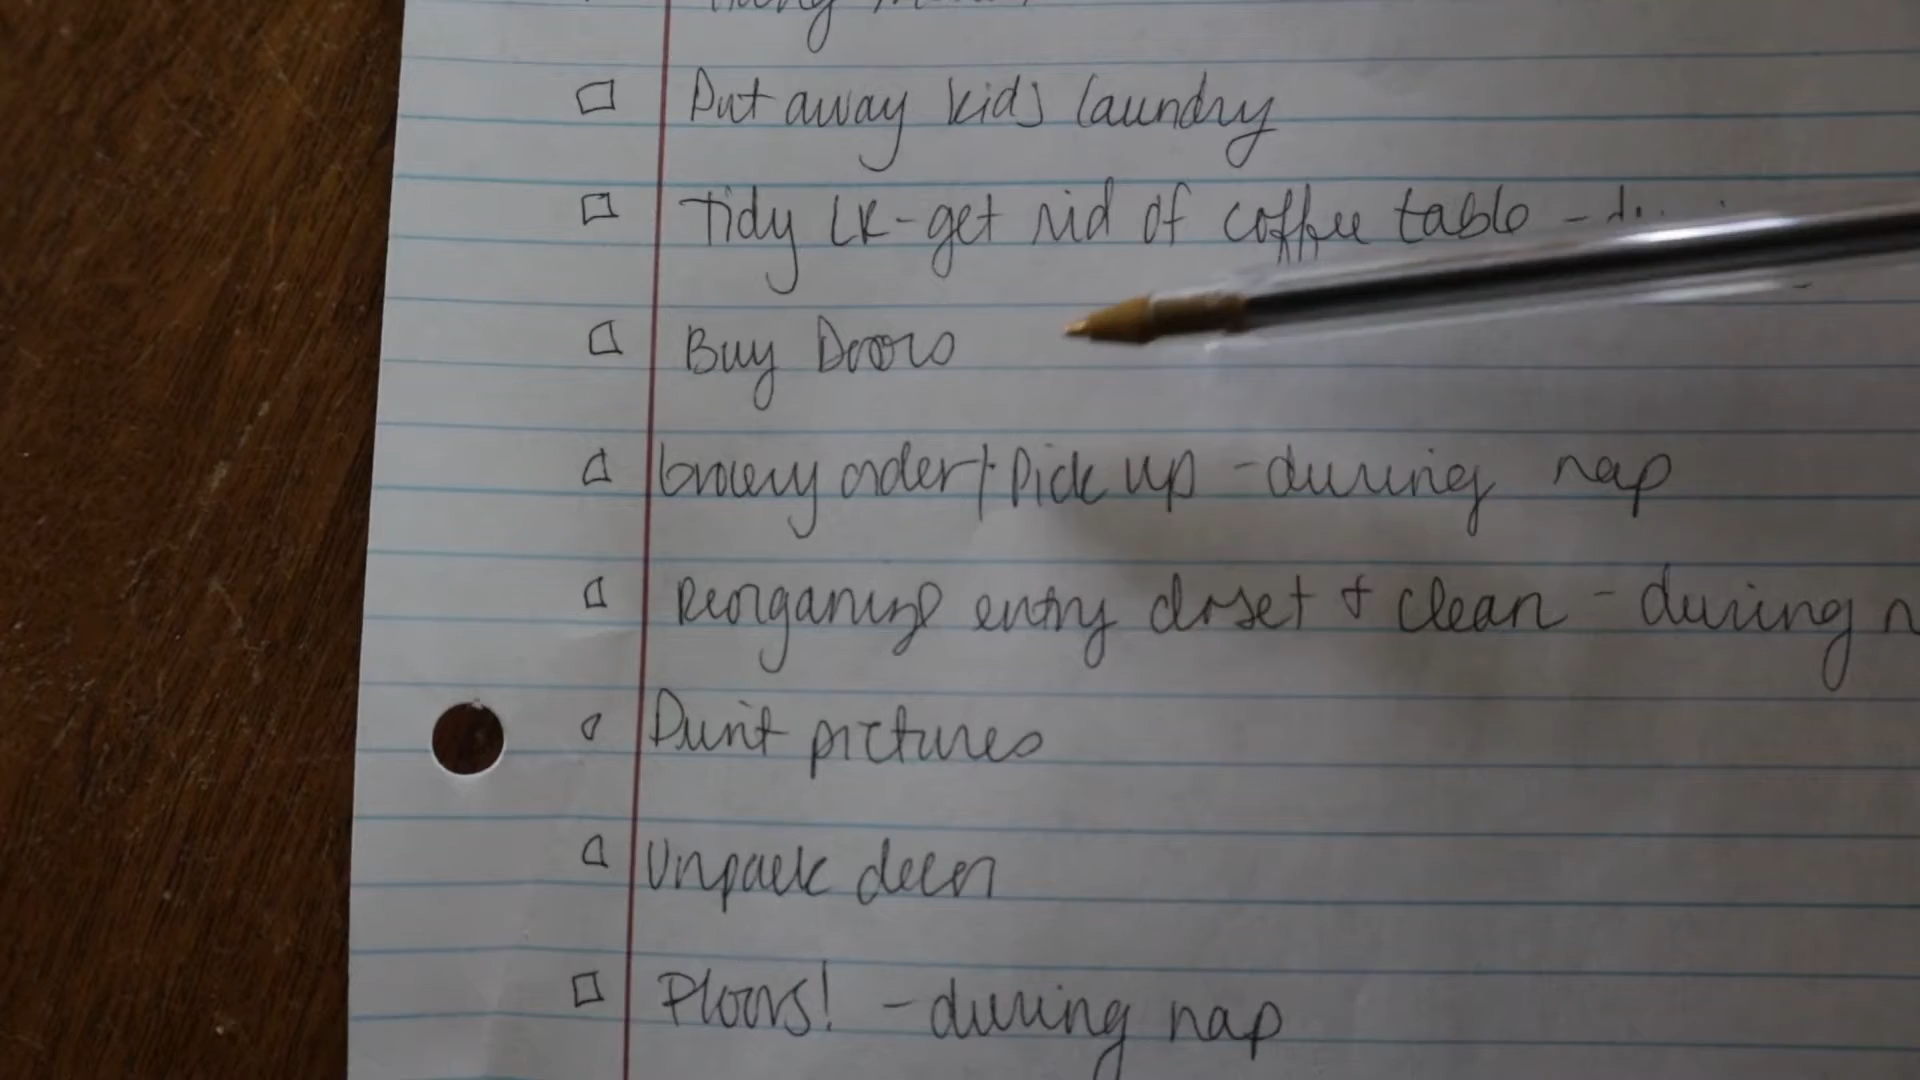 Put away kids laundry
Tidy LR - get rid of coffee table -
Buy Doors
Grocery order + Pick up - during nap
Reorganize entry closet + clean - during
Print pictures
Unpack decor
Floors! - during nap